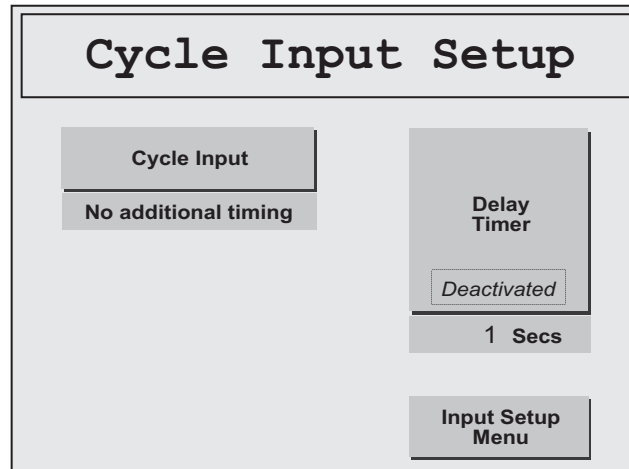 Cycle Input Setup
Cycle Input
No additional timing
Delay
Timer
Deactivated
1 Secs
Input Setup
Menu